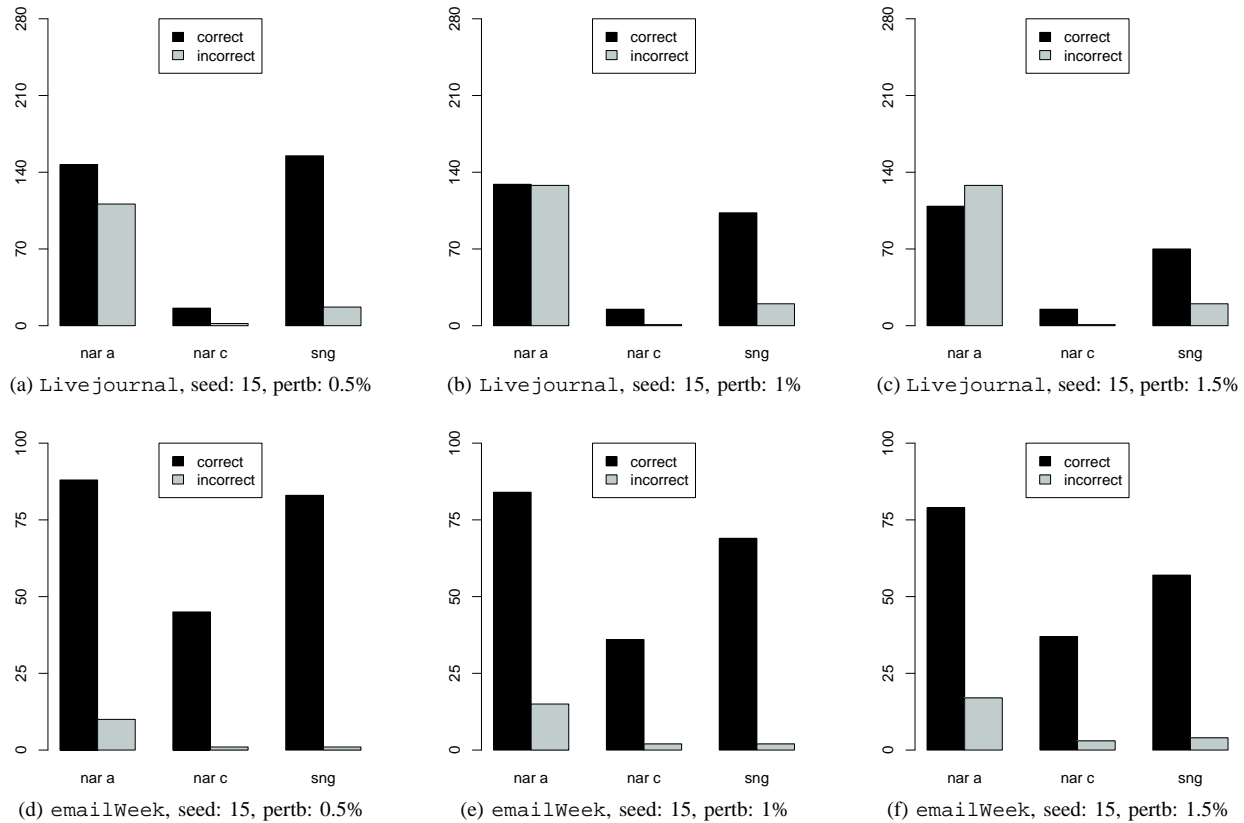 280
210
140
70
0
correct
incorrect
nar a nar c sng
(a) Livejournal, seed: 15, pertb: 0.5%
280
210
140
70
0
correct
incorrect
nar a nar c sng
(b) Livejournal, seed: 15, pertb: 1%
280
210
140
70
0
correct
incorrect
nar a nar c sng
(c) Livejournal, seed: 15, pertb: 1.5%
100
75
50
25
0
correct
incorrect
nar a nar c sng
(d) emailWeek, seed: 15, pertb: 0.5%
100
75
50
25
0
correct
incorrect
nar a nar c sng
(e) emailWeek, seed: 15, pertb: 1%
100
75
50
25
0
correct
incorrect
nar a nar c sng
(f) emailWeek, seed: 15, pertb: 1.5%